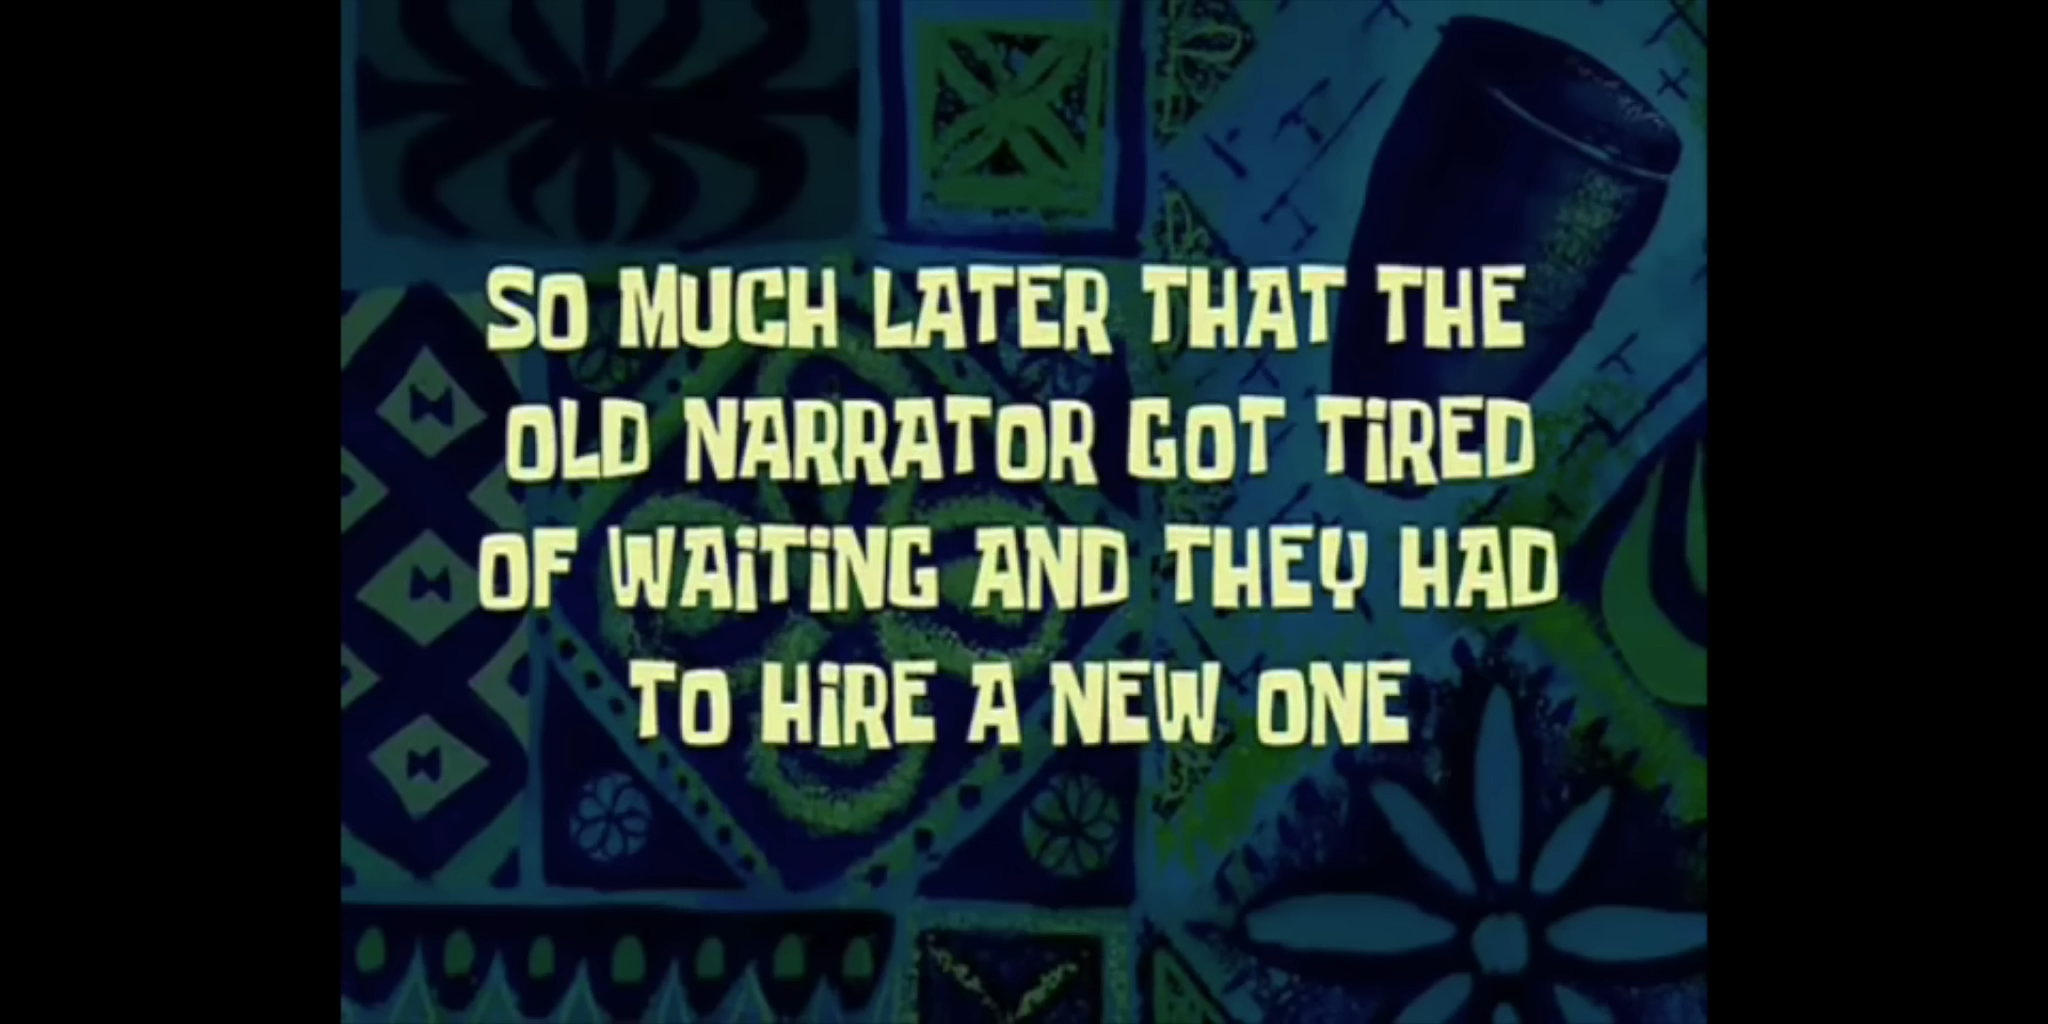 SO MUCH LATER THAT THE
OLD NARRATOR GOT TiRED
OF WAiTiNG AND THEY HAD
TO HiRE A NEW ONE